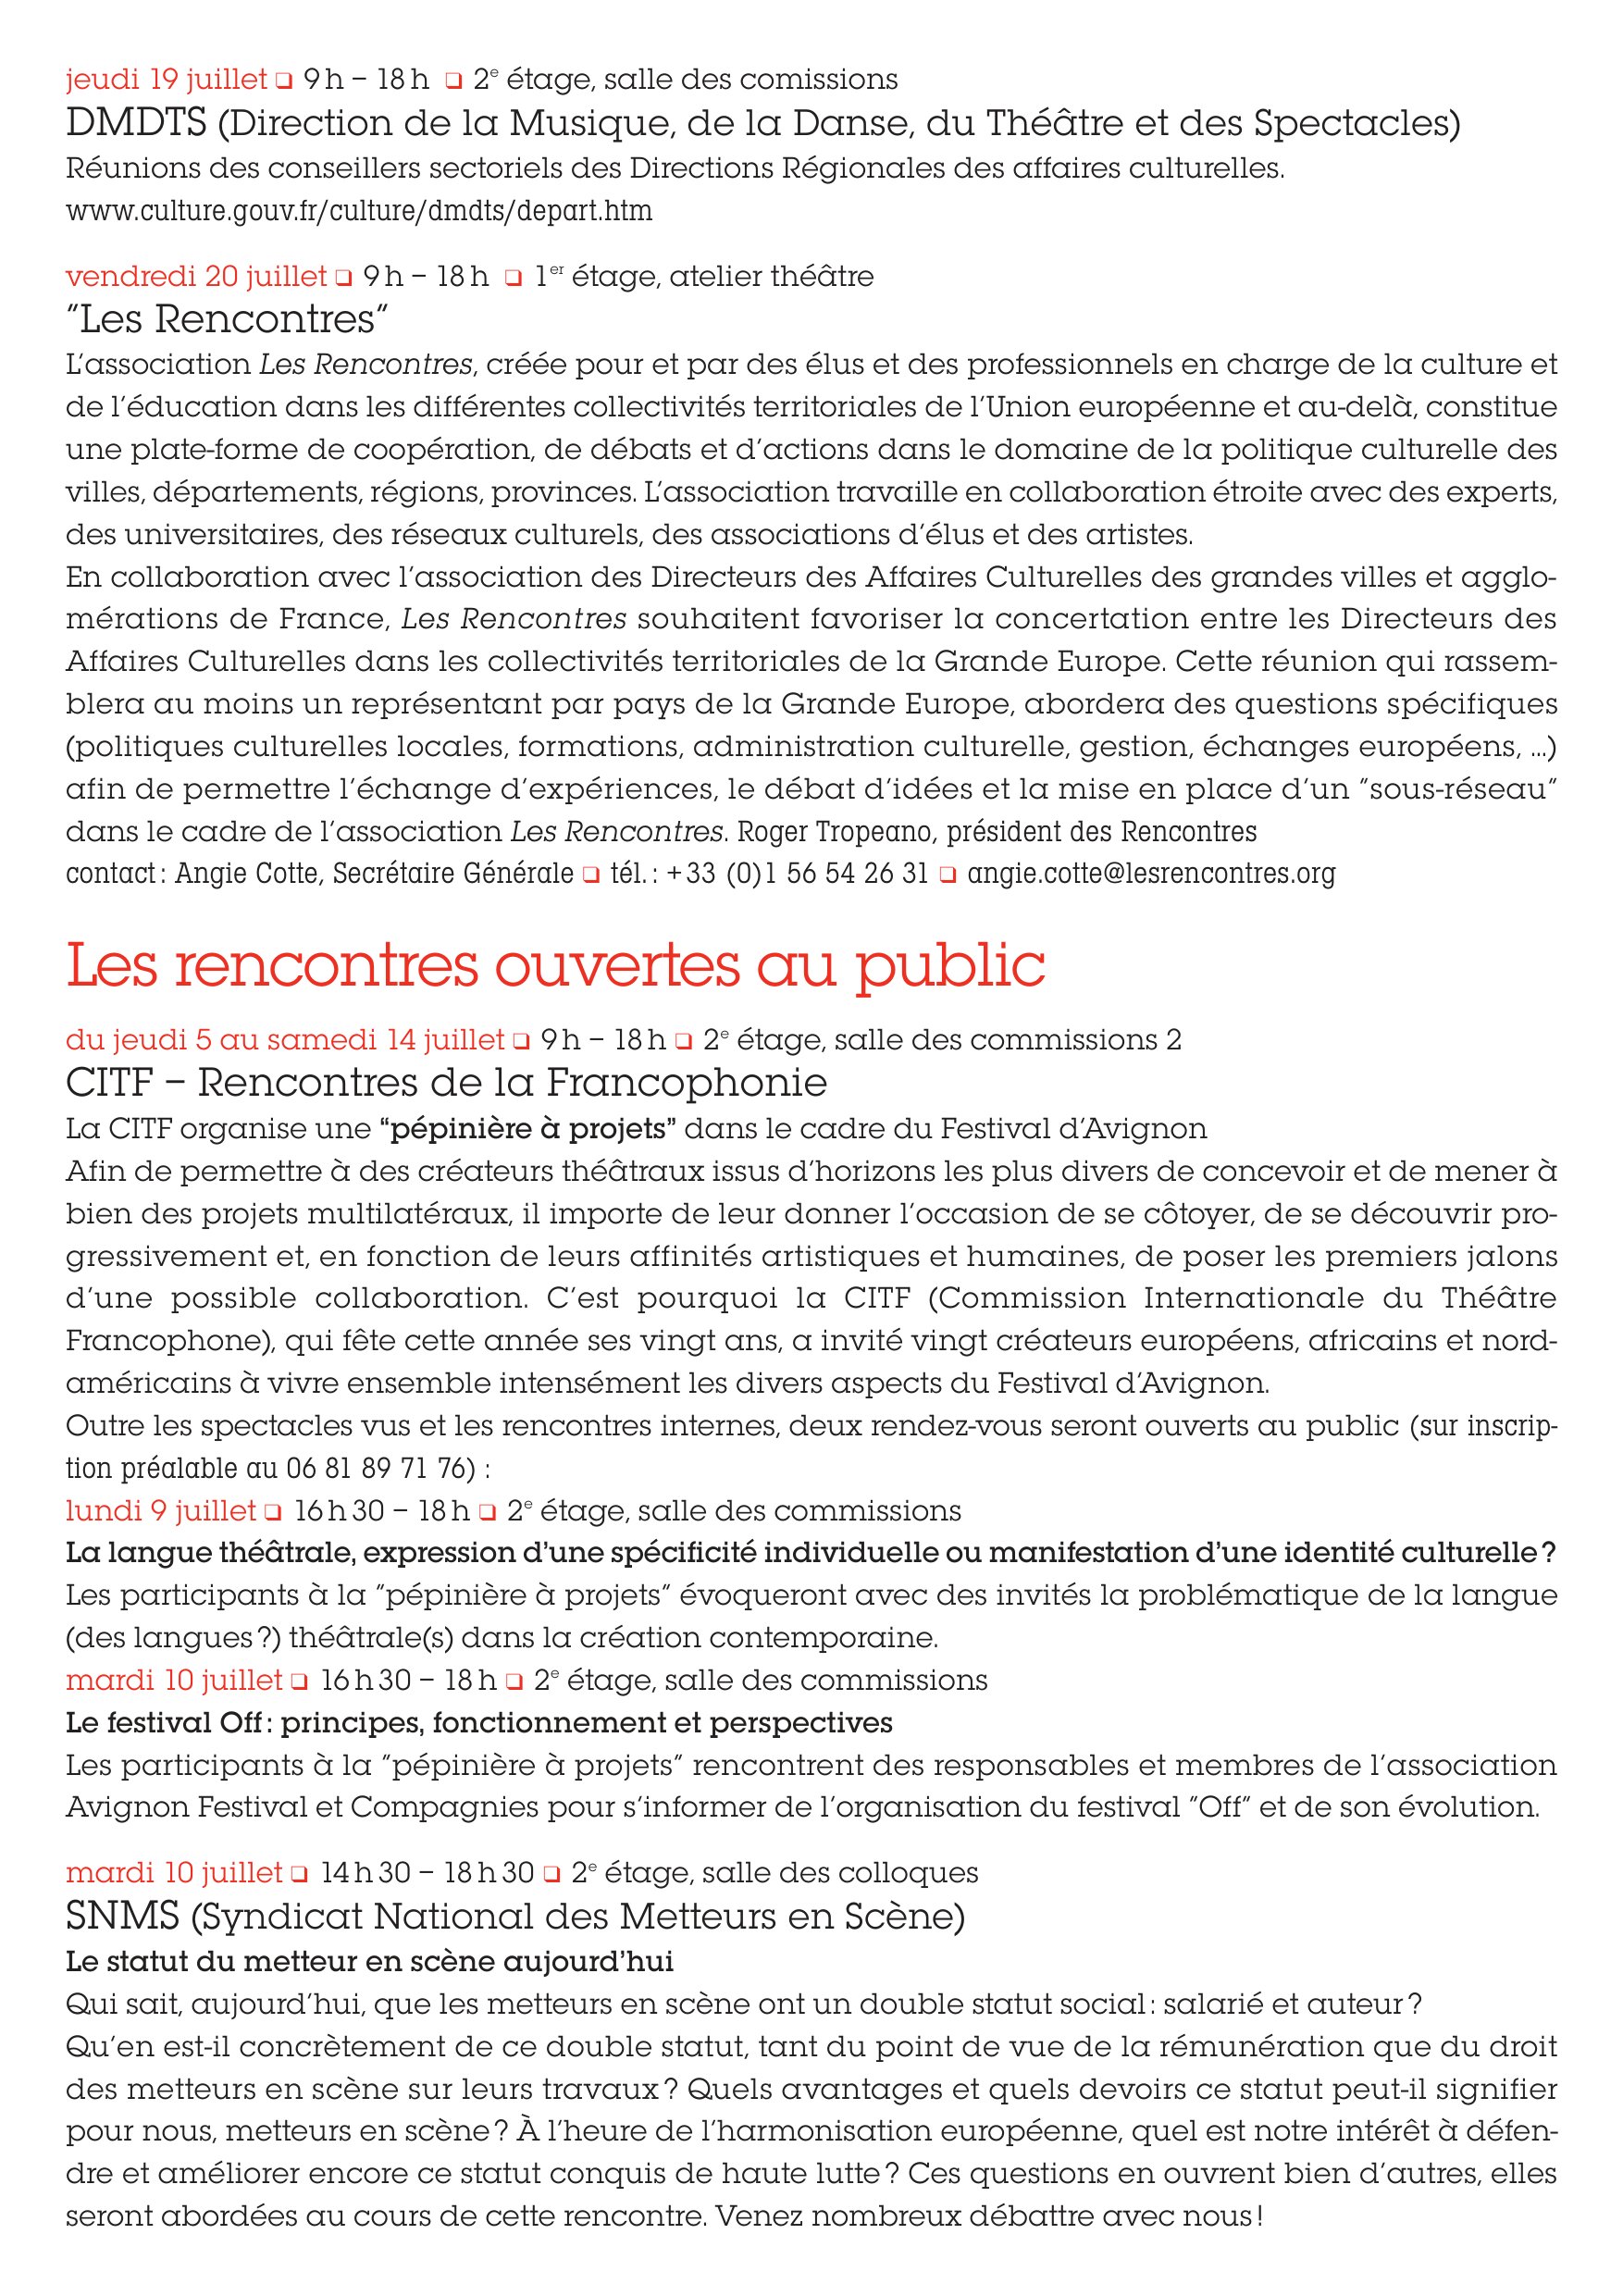 jeudi 19 juillet ❏ 9 h – 18 h ❏ 2e étage, salle des comissions
DMDTS (Direction de la Musique, de la Danse, du Théâtre et des Spectacles)
Réunions des conseillers sectoriels des Directions Régionales des affaires culturelles.
www.culture.gouv.fr/culture/dmdts/depart.htm
vendredi 20 juillet ❏ 9 h – 18 h ❏ 1er étage, atelier théâtre
"Les Rencontres"
L'association Les Rencontres, créée pour et par des élus et des professionnels en charge de la culture et
de l'éducation dans les différentes collectivités territoriales de l'Union européenne et au-delà, constitue
une plate-forme de coopération, de débats et d'actions dans le domaine de la politique culturelle des
villes, départements, régions, provinces. L'association travaille en collaboration étroite avec des experts,
des universitaires, des réseaux culturels, des associations d'élus et des artistes.
En collaboration avec l'association des Directeurs des Affaires Culturelles des grandes villes et agglo-
mérations de France, Les Rencontres souhaitent favoriser la concertation entre les Directeurs des
Affaires Culturelles dans les collectivités territoriales de la Grande Europe. Cette réunion qui rassem-
blera au moins un représentant par pays de la Grande Europe, abordera des questions spécifiques
(politiques culturelles locales, formations, administration culturelle, gestion, échanges européens, ...)
afin de permettre l'échange d'expériences, le débat d'idées et la mise en place d'un "sous-réseau"
dans le cadre de l'association Les Rencontres. Roger Tropeano, président des Rencontres
contact : Angie Cotte, Secrétaire Générale ❏ tél. : +33 (0)1 56 54 26 31 ❏ angie.cotte@lesrencontres.org
Les rencontres ouvertes au public
du jeudi 5 au samedi 14 juillet ❏ 9 h – 18 h ❏ 2e étage, salle des commissions 2
CITF – Rencontres de la Francophonie
La CITF organise une “pépinière à projets” dans le cadre du Festival d'Avignon
Afin de permettre à des créateurs théâtraux issus d'horizons les plus divers de concevoir et de mener à
bien des projets multilatéraux, il importe de leur donner l'occasion de se côtoyer, de se découvrir pro-
gressivement et, en fonction de leurs affinités artistiques et humaines, de poser les premiers jalons
d'une possible collaboration. C'est pourquoi la CITF (Commission Internationale du Théâtre
Francophone), qui fête cette année ses vingt ans, a invité vingt créateurs européens, africains et nord-
américains à vivre ensemble intensément les divers aspects du Festival d'Avignon.
Outre les spectacles vus et les rencontres internes, deux rendez-vous seront ouverts au public (sur inscrip-
tion préalable au 06 81 89 71 76) :
lundi 9 juillet ❏ 16 h 30 – 18 h ❏ 2e étage, salle des commissions
La langue théâtrale, expression d'une spécificité individuelle ou manifestation d'une identité culturelle ?
Les participants à la "pépinière à projets" évoqueront avec des invités la problématique de la langue
(des langues ?) théâtrale(s) dans la création contemporaine.
mardi 10 juillet ❏ 16 h 30 – 18 h ❏ 2e étage, salle des commissions
Le festival Off : principes, fonctionnement et perspectives
Les participants à la "pépinière à projets" rencontrent des responsables et membres de l'association
Avignon Festival et Compagnies pour s'informer de l'organisation du festival "Off" et de son évolution.
mardi 10 juillet ❏ 14 h 30 – 18 h 30 ❏ 2e étage, salle des colloques
SNMS (Syndicat National des Metteurs en Scène)
Le statut du metteur en scène aujourd'hui
Qui sait, aujourd'hui, que les metteurs en scène ont un double statut social : salarié et auteur ?
Qu'en est-il concrètement de ce double statut, tant du point de vue de la rémunération que du droit
des metteurs en scène sur leurs travaux ? Quels avantages et quels devoirs ce statut peut-il signifier
pour nous, metteurs en scène ? À l'heure de l'harmonisation européenne, quel est notre intérêt à défen-
dre et améliorer encore ce statut conquis de haute lutte ? Ces questions en ouvrent bien d'autres, elles
seront abordées au cours de cette rencontre. Venez nombreux débattre avec nous !